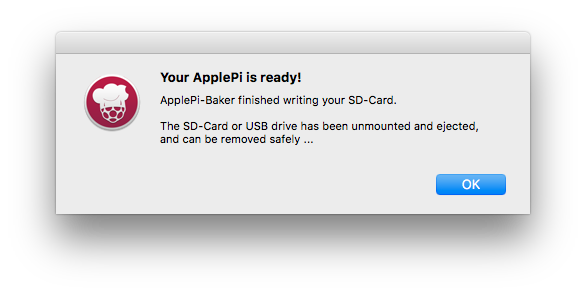 Your ApplePi is ready!
ApplePi-Baker finished writing your SD-Card.
The SD-Card or USB drive has been unmounted and ejected,
and can be removed safely ...
OK